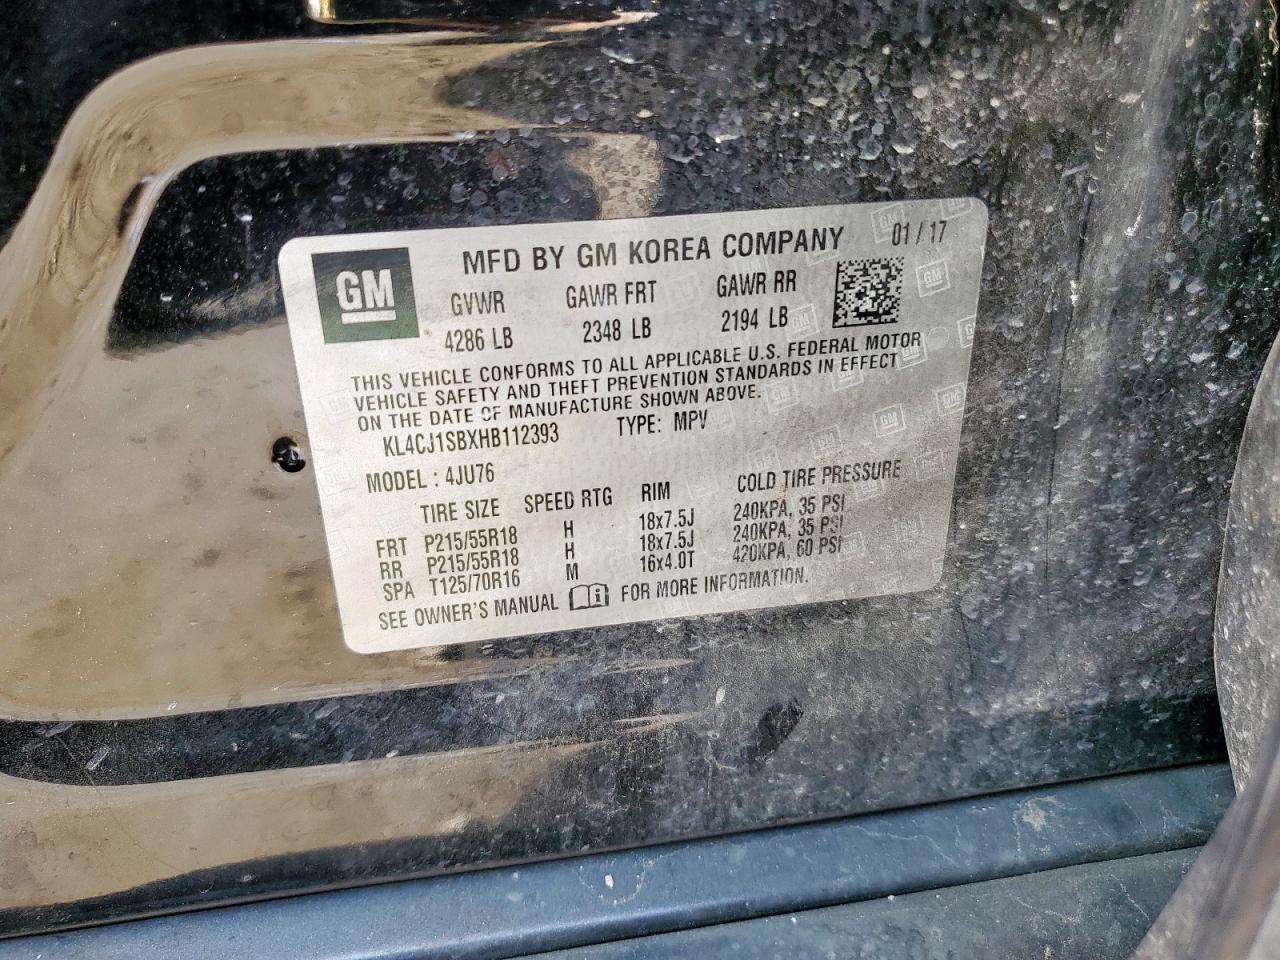 MFD BY GM KOREA COMPANY 01 / 17
GM
GVWR GAWR FRT GAWR RR
4286 LB 2348 LB 2194 LB
THIS VEHICLE CONFORMS TO ALL APPLICABLE U.S. FEDERAL MOTOR
VEHICLE SAFETY AND THEFT PREVENTION STANDARDS IN EFFECT
ON THE DATE OF MANUFACTURE SHOWN ABOVE.
KL4CJ1SBXHB112393 TYPE: MPV
MODEL : 4JU76
TIRE SIZE SPEED RTG RIM COLD TIRE PRESSURE
FRT P215/55R18 H 18x7.5J 240KPA, 35 PSI
RR P215/55R18 H 18x7.5J 240KPA, 35 PSI
SPA T125/70R16 M 16x4.0T 420KPA, 60 PSI
SEE OWNER'S MANUAL FOR MORE INFORMATION.